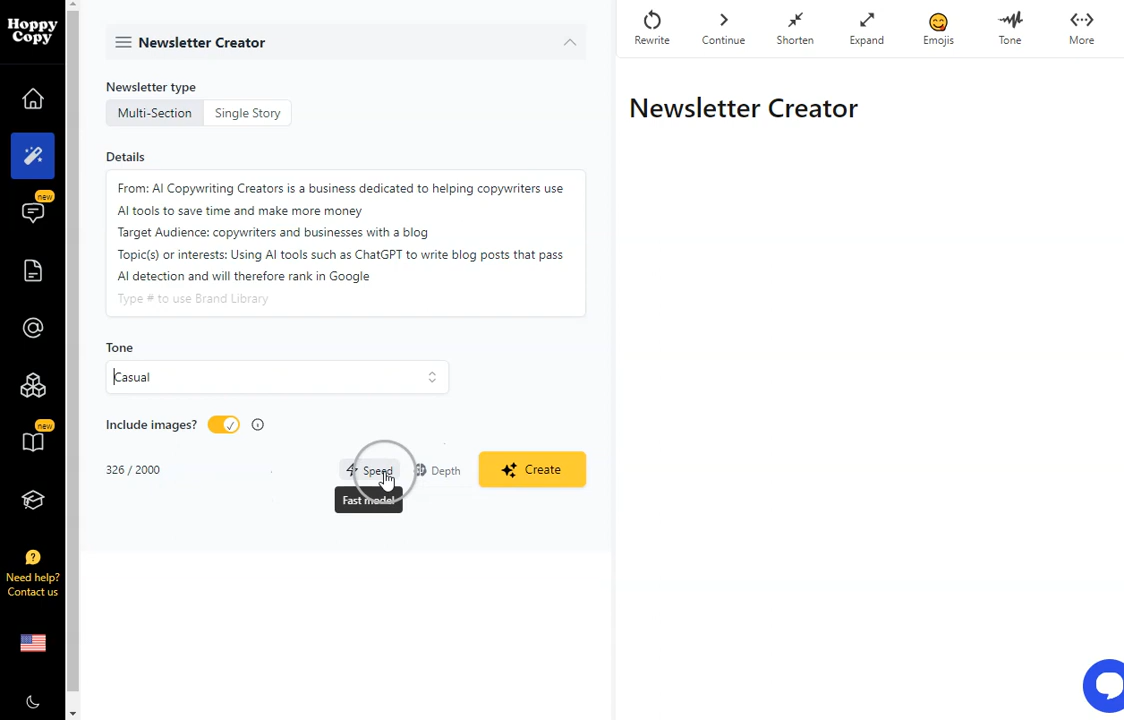 Hoppy
Copy
new
new
?
Need help?
Contact us
Newsletter Creator
Newsletter type
Multi-Section
Single Story
Details
From: AI Copywriting Creators is a business dedicated to helping copywriters use
AI tools to save time and make more money
Target Audience: copywriters and businesses with a blog
Topic(s) or interests: Using AI tools such as ChatGPT to write blog posts that pass
AI detection and will therefore rank in Google
Type # to use Brand Library
Tone
Casual
Include images?
326 / 2000
Speed
Depth
Create
Fast model
Rewrite
Continue
Shorten
Expand
Emojis
Tone
More
Newsletter Creator